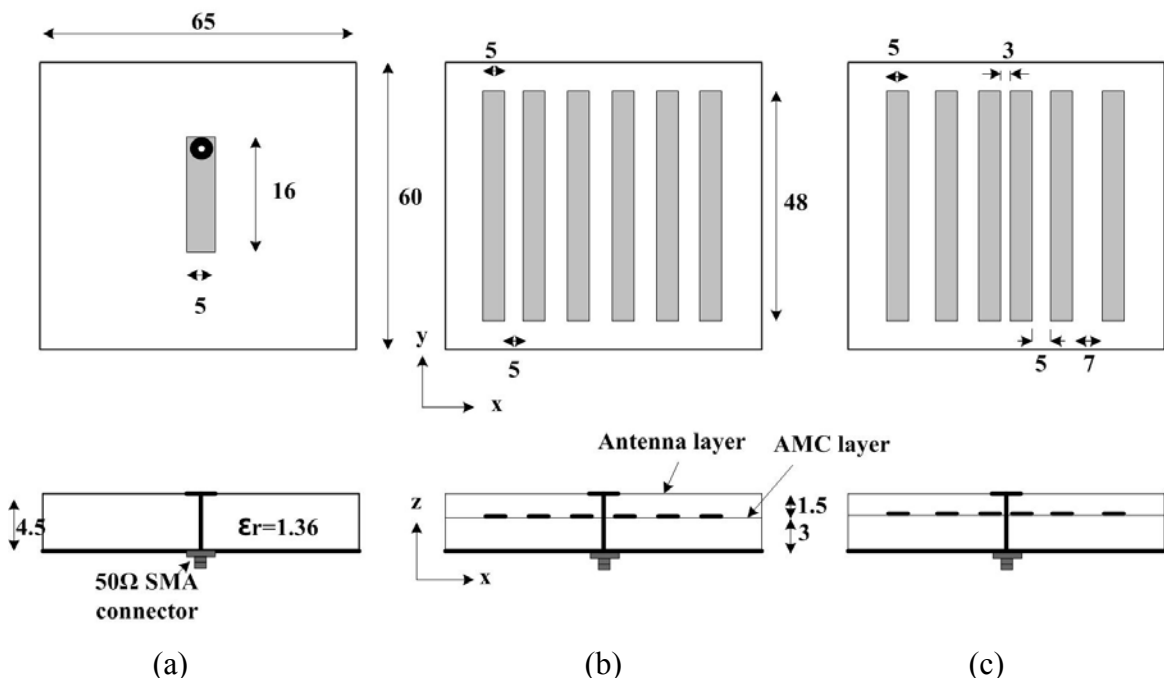 65
16
5
60
5
48
5
y
x
5
3
5
7
Antenna layer
AMC layer
4.5
εr=1.36
50Ω SMA
connector
z
x
1.5
3
(a)
(b)
(c)